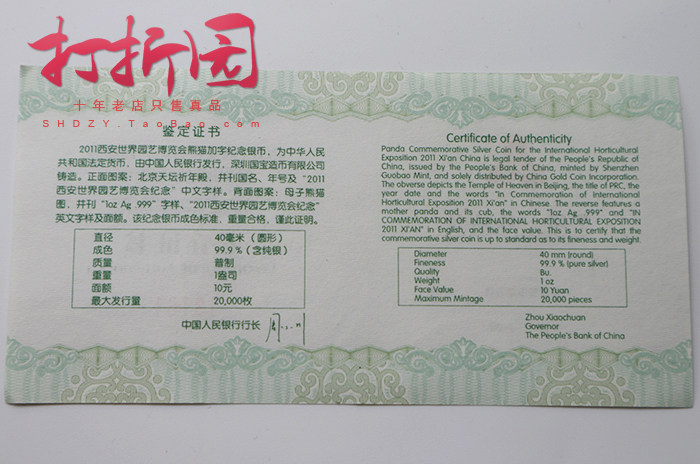 打折园
十年老店只售真品
SHDZY.TaoBao.com
鉴定证书
2011西安世界园艺博览会熊猫加字纪念银币，为中华人民
共和国法定货币，由中国人民银行发行，深圳国宝造币有限公司
铸造。正面图案：北京天坛祈年殿，并刊国名、年号及“2011
西安世界园艺博览会纪念”中文字样。背面图案：母子熊猫
图，并刊“1oz Ag .999”字样、“2011西安世界园艺博览会纪念”
英文字样及面额。该纪念银币成色标准，重量合格，谨此证明。
直径 40毫米（圆形）
成色 99.9％（含纯银）
质量 普制
重量 1盎司
面额 10元
最大发行量 20,000枚
中国人民银行行长
Certificate of Authenticity
Panda Commemorative Silver Coin for the International Horticultural
Exposition 2011 Xi'an China is legal tender of the People's Republic of
China, issued by the People's Bank of China, minted by Shenzhen
Guobao Mint, and solely distributed by China Gold Coin Incorporation.
The obverse depicts the Temple of Heaven in Beijing, the title of PRC, the
year date and the words "in Commemoration of International
Horticultural Exposition 2011 Xi'an" in Chinese. The reverse features a
mother panda and its cub, the words "1oz Ag .999" and "IN
COMMEMORATION OF INTERNATIONAL HORTICULTURAL EXPOSITION
2011 XI'AN" in English, and the face value. This is to certify that the
commemorative silver coin is up to standard as to its fineness and weight.
Diameter 40 mm (round)
Fineness 99.9 % (pure silver)
Quality Bu.
Weight 1 oz
Face Value 10 Yuan
Maximum Mintage 20,000 pieces
Zhou Xiaochuan
Governor
The People's Bank of China